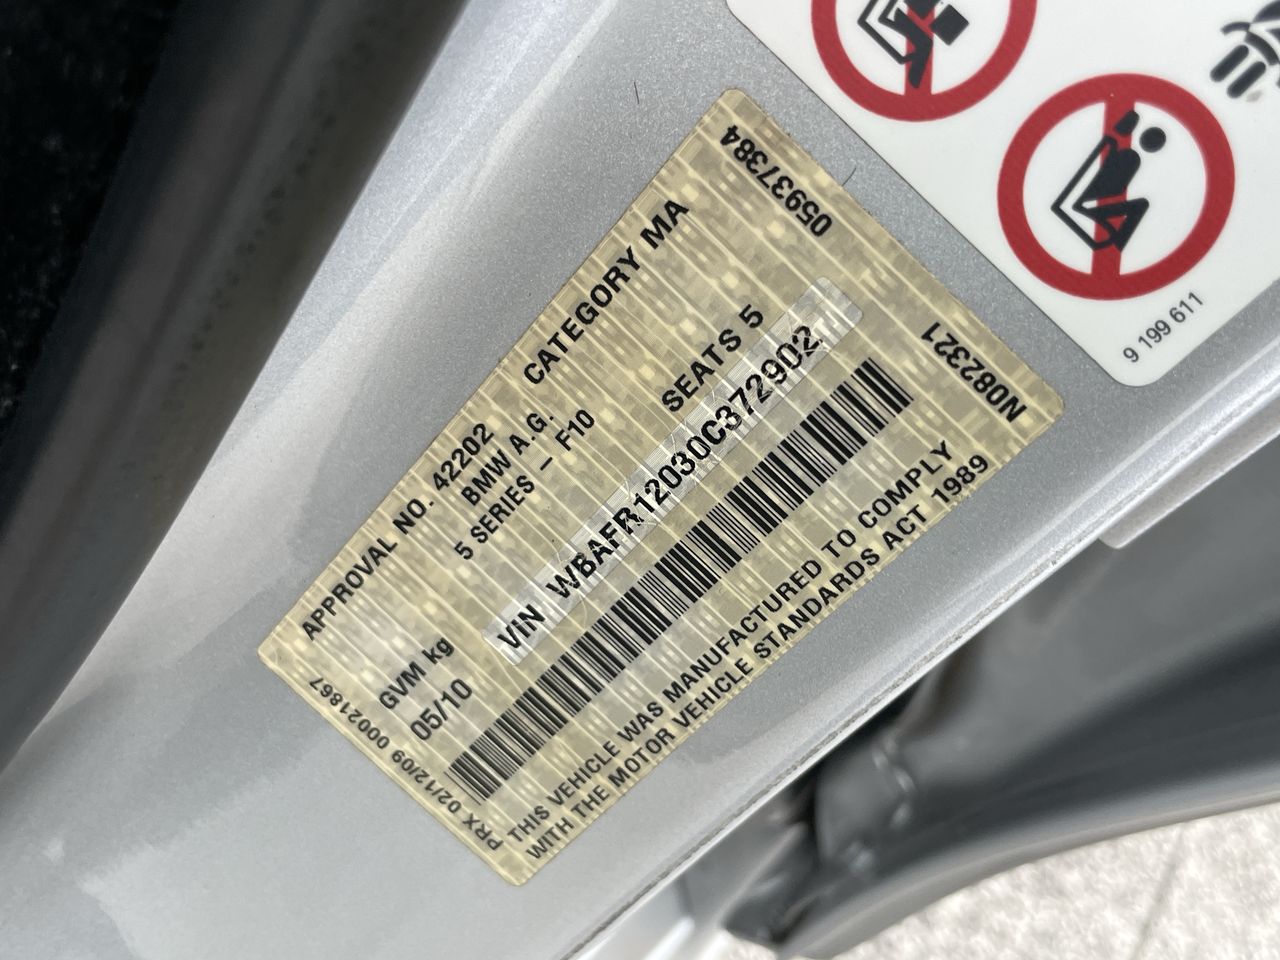 APPROVAL NO. 42202 CATEGORY MA
BMW A.G.
5 SERIES – F10
SEATS 5
GVM kg
05/10
VIN WBAFR12030C372902
THIS VEHICLE WAS MANUFACTURED TO COMPLY
WITH THE MOTOR VEHICLE STANDARDS ACT 1989
PRX 02/12/09 00021867
05937384
N082321
9 199 611